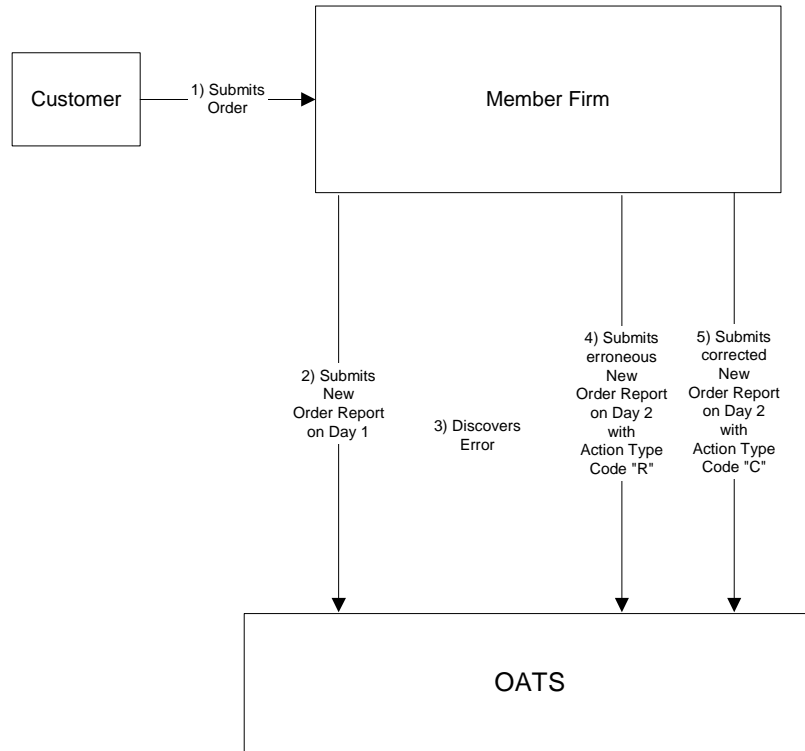 Customer
1) Submits
Order
Member Firm
2) Submits
New
Order Report
on Day 1
3) Discovers
Error
4) Submits
erroneous
New
Order Report
on Day 2
with
Action Type
Code "R"
5) Submits
corrected
New
Order Report
on Day 2
with
Action Type
Code "C"
OATS